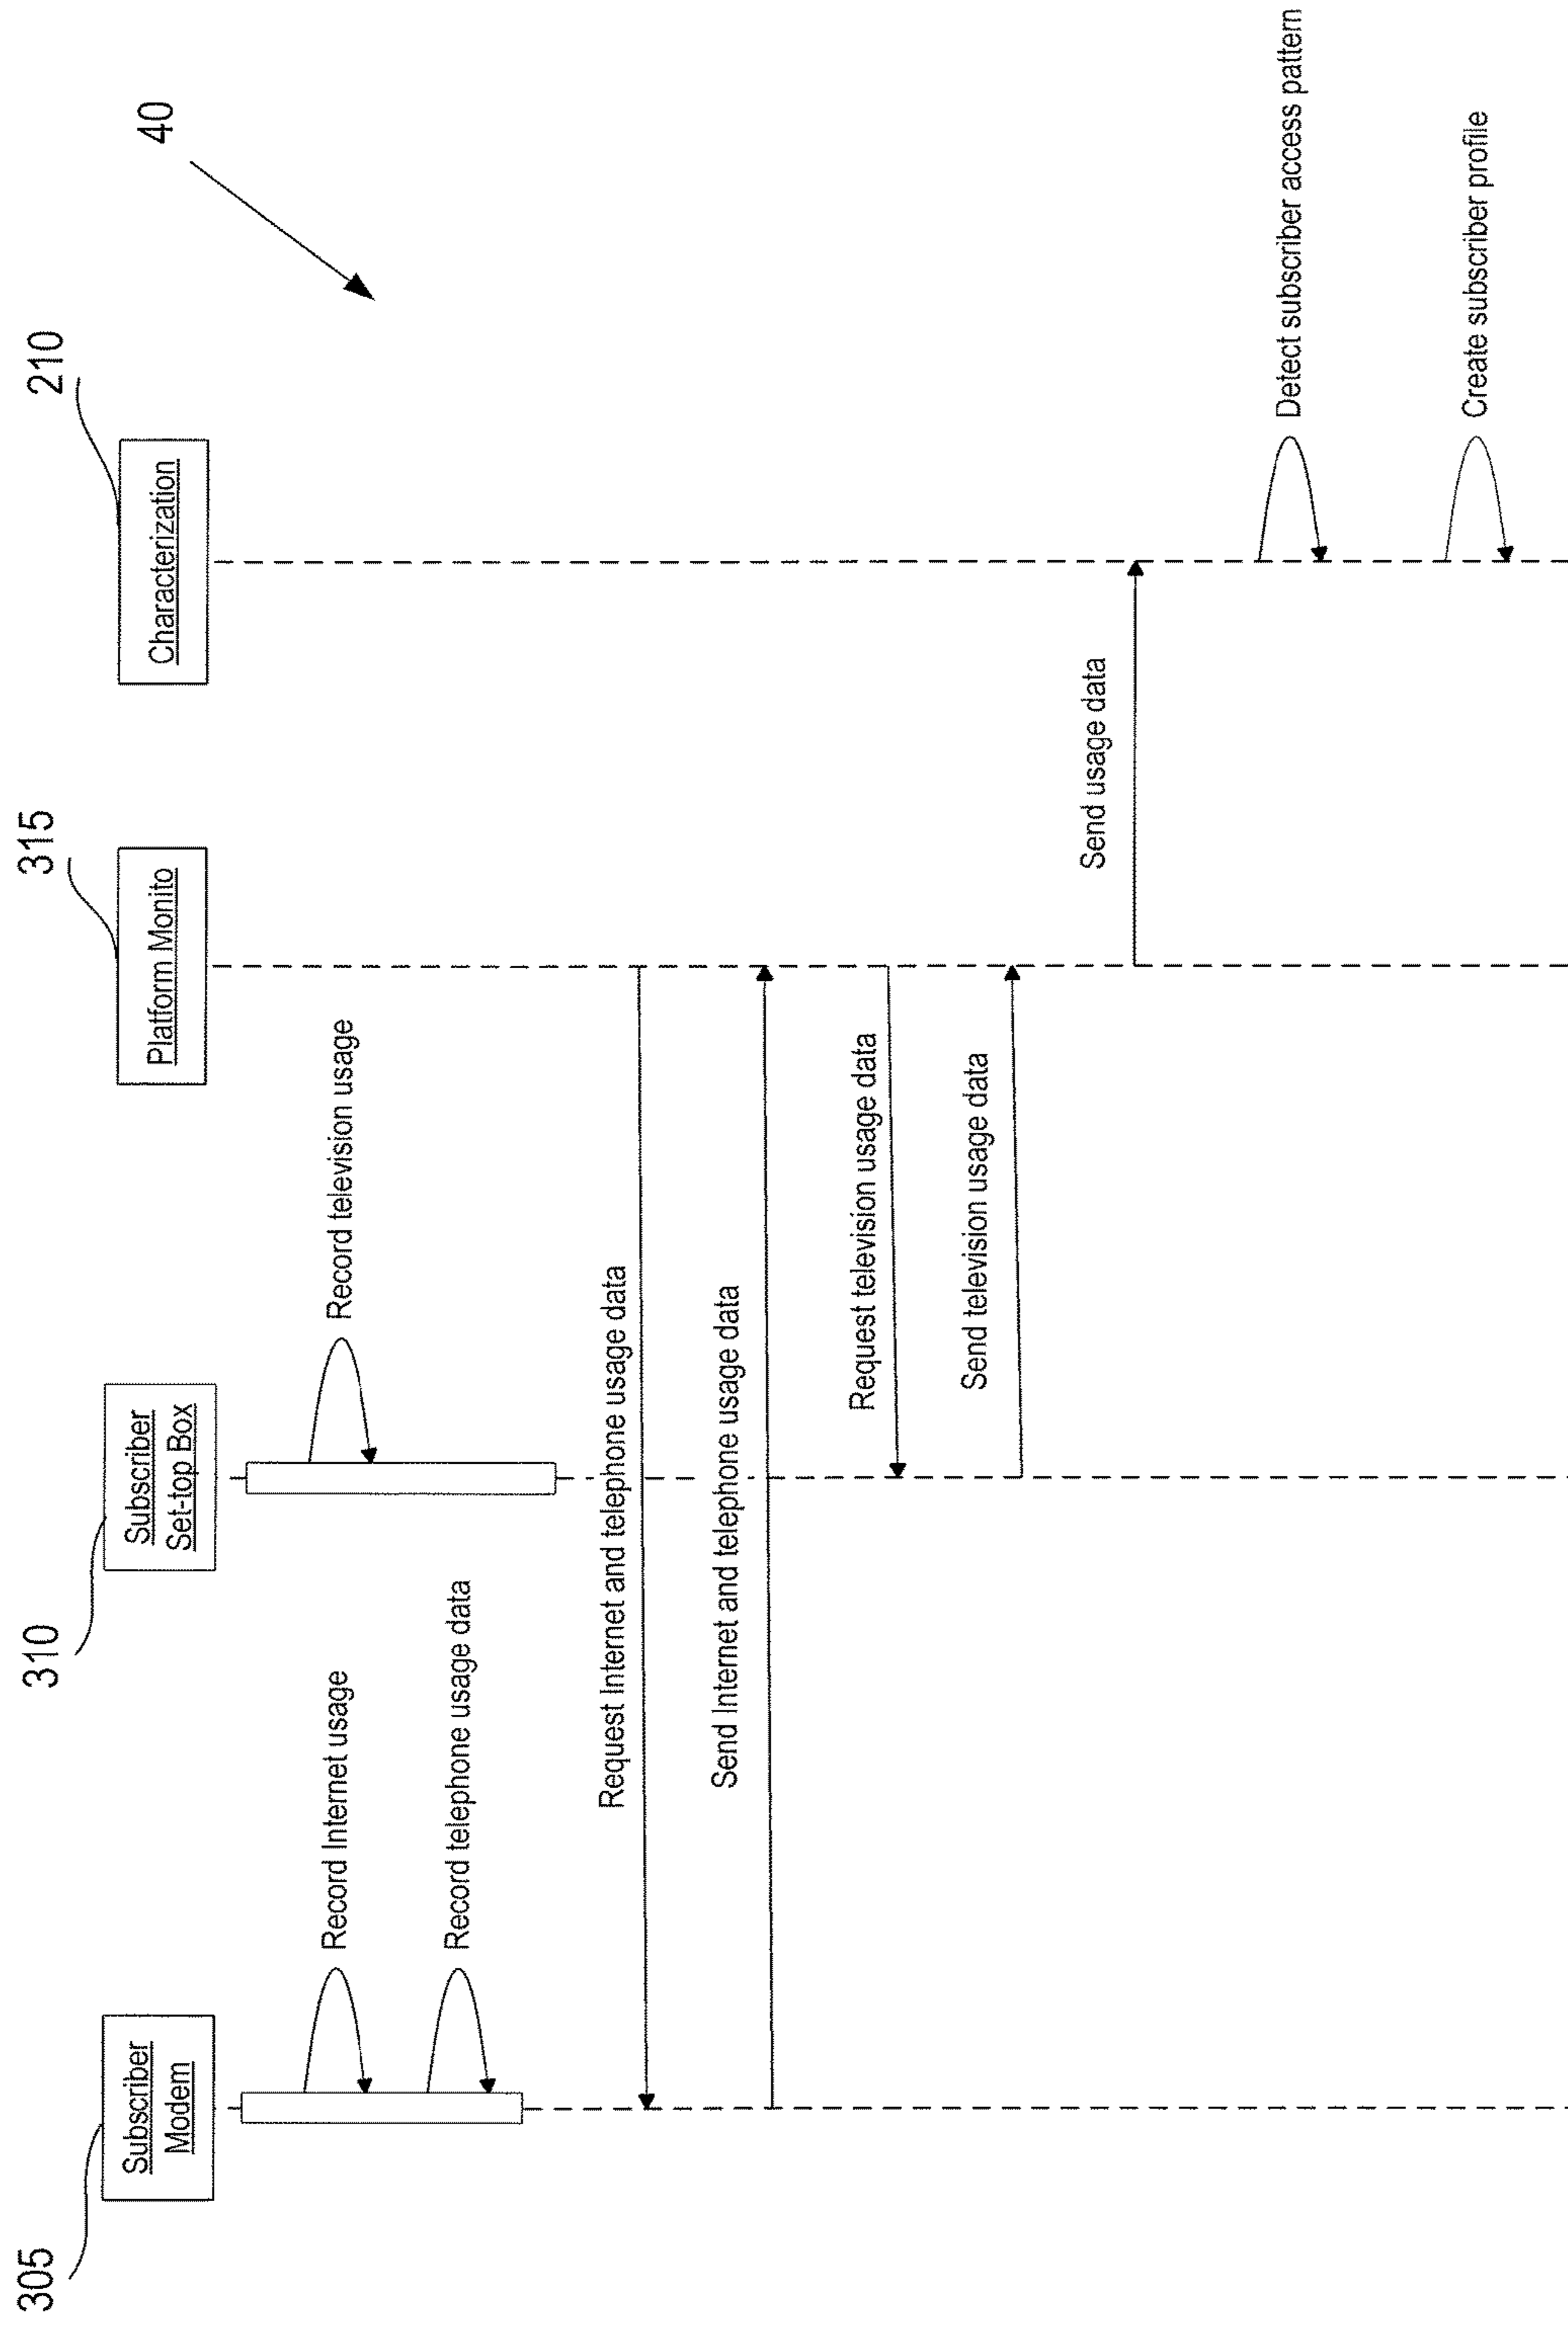 305
310
315
210
40
Subscriber
Modem
Subscriber
Set-top Box
Platform Monito
Characterization
Record Internet usage
Record television usage
Record telephone usage data
Request Internet and telephone usage data
Send Internet and telephone usage data
Request television usage data
Send television usage data
Send usage data
Detect subscriber access pattern
Create subscriber profile